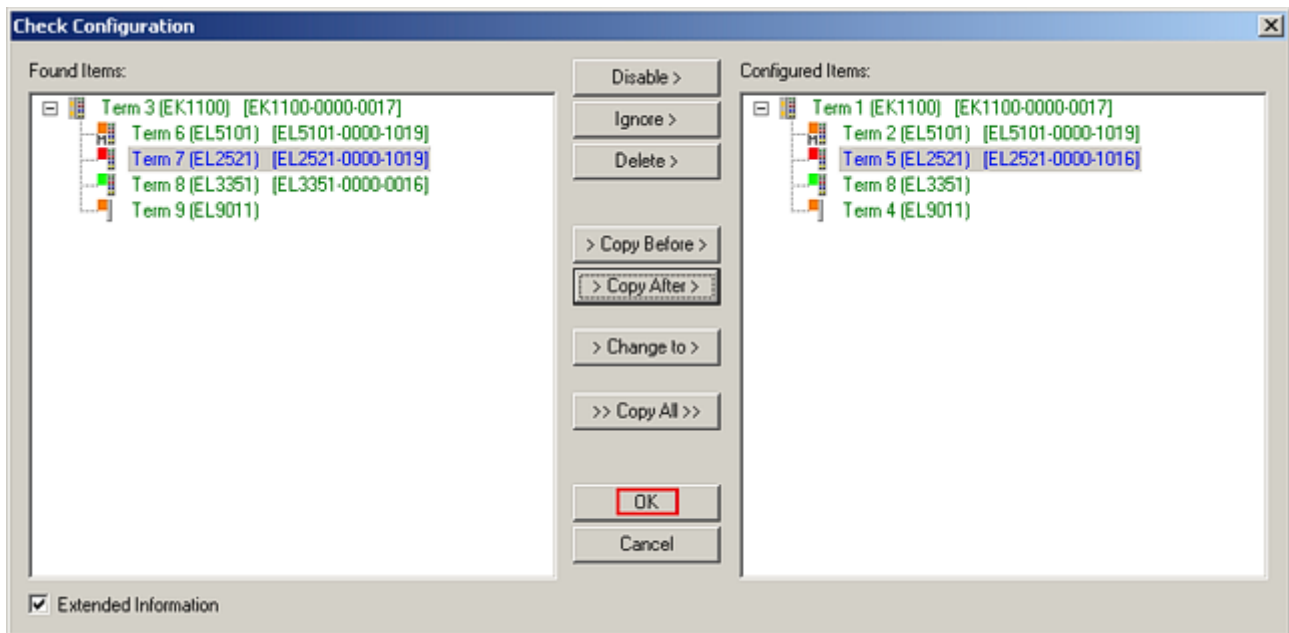 Check Configuration
Found Items:
Term 3 (EK1100) [EK1100-0000-0017]
Term 6 (EL5101) [EL5101-0000-1019]
Term 7 (EL2521) [EL2521-0000-1019]
Term 8 (EL3351) [EL3351-0000-0016]
Term 9 (EL9011)
Disable >
Ignore >
Delete >
> Copy Before >
> Copy After >
> Change to >
>> Copy All >>
OK
Cancel
Configured Items:
Term 1 (EK1100) [EK1100-0000-0017]
Term 2 (EL5101) [EL5101-0000-1019]
Term 5 (EL2521) [EL2521-0000-1016]
Term 8 (EL3351)
Term 4 (EL9011)
Extended Information